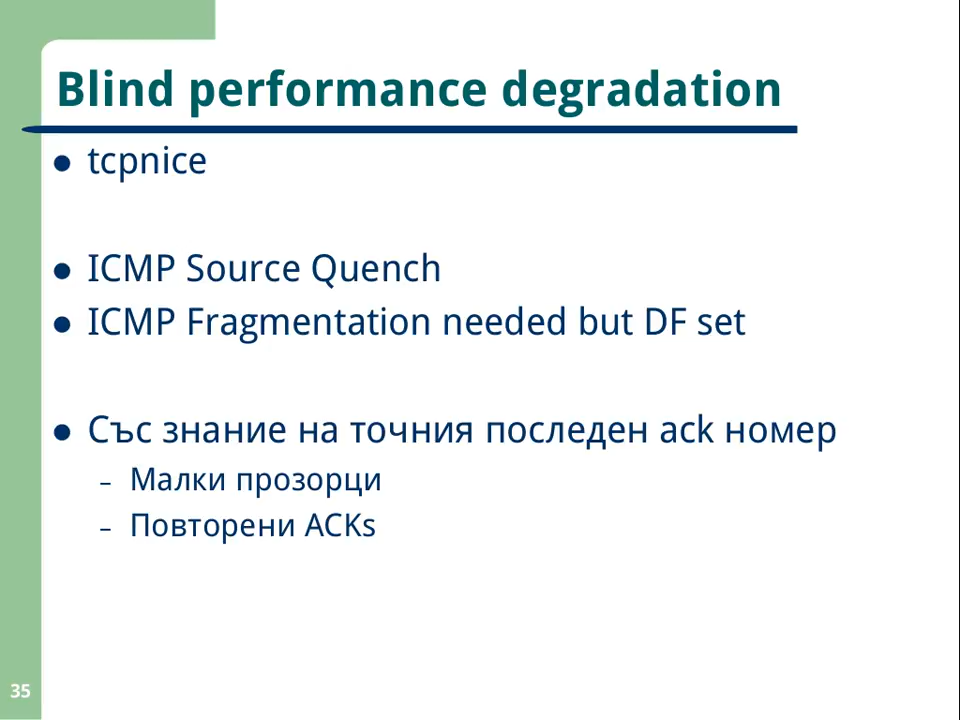 Blind performance degradation
● tcpnice
● ICMP Source Quench
● ICMP Fragmentation needed but DF set
● Със знание на точния последен ack номер
– Малки прозорци
– Повторени ACKs
35